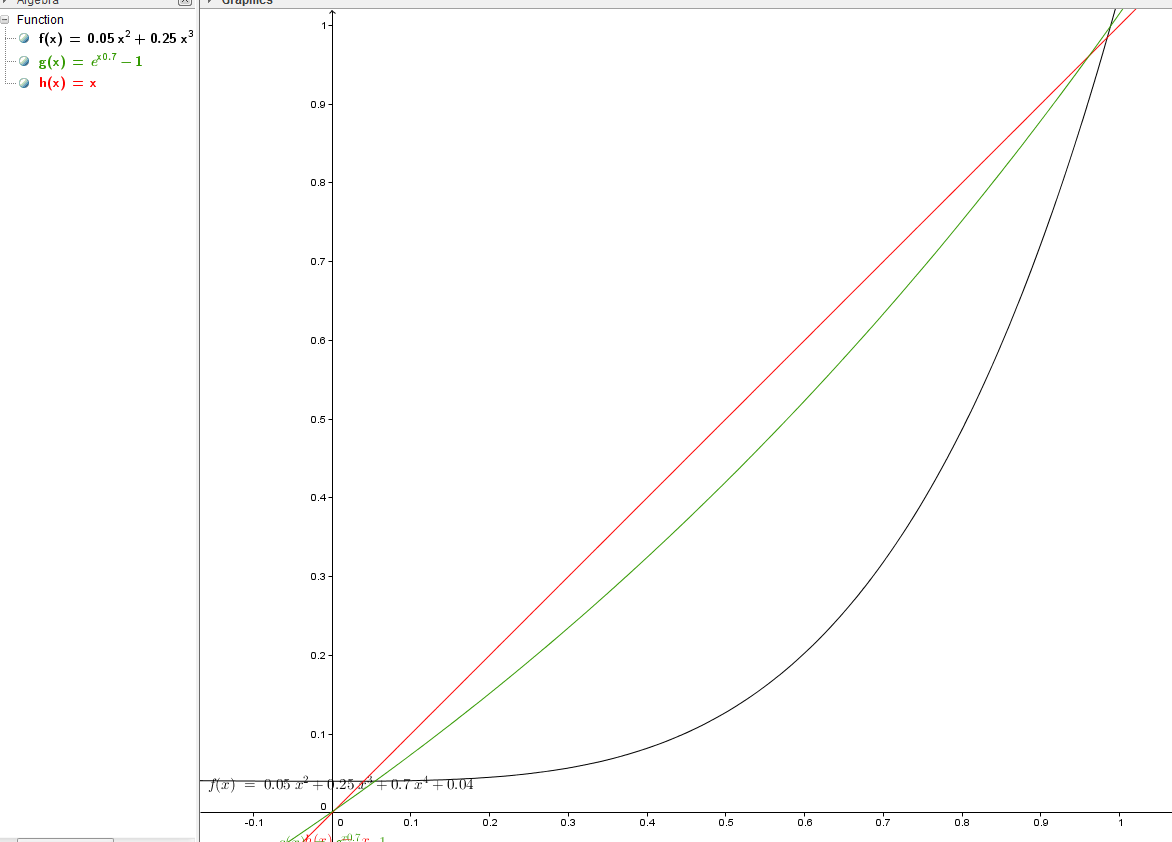 Algebra
Graphics
Function
f(x) = 0.05 x² + 0.25 x³
g(x) = eˣ⁰·⁷ − 1
h(x) = x
1
0.9
0.8
0.7
0.6
0.5
0.4
0.3
0.2
0.1
0
f(x) = 0.05 x² + 0.25 x³ + 0.7 x⁴ + 0.04
-0.1 0 0.1 0.2 0.3 0.4 0.5 0.6 0.7 0.8 0.9 1